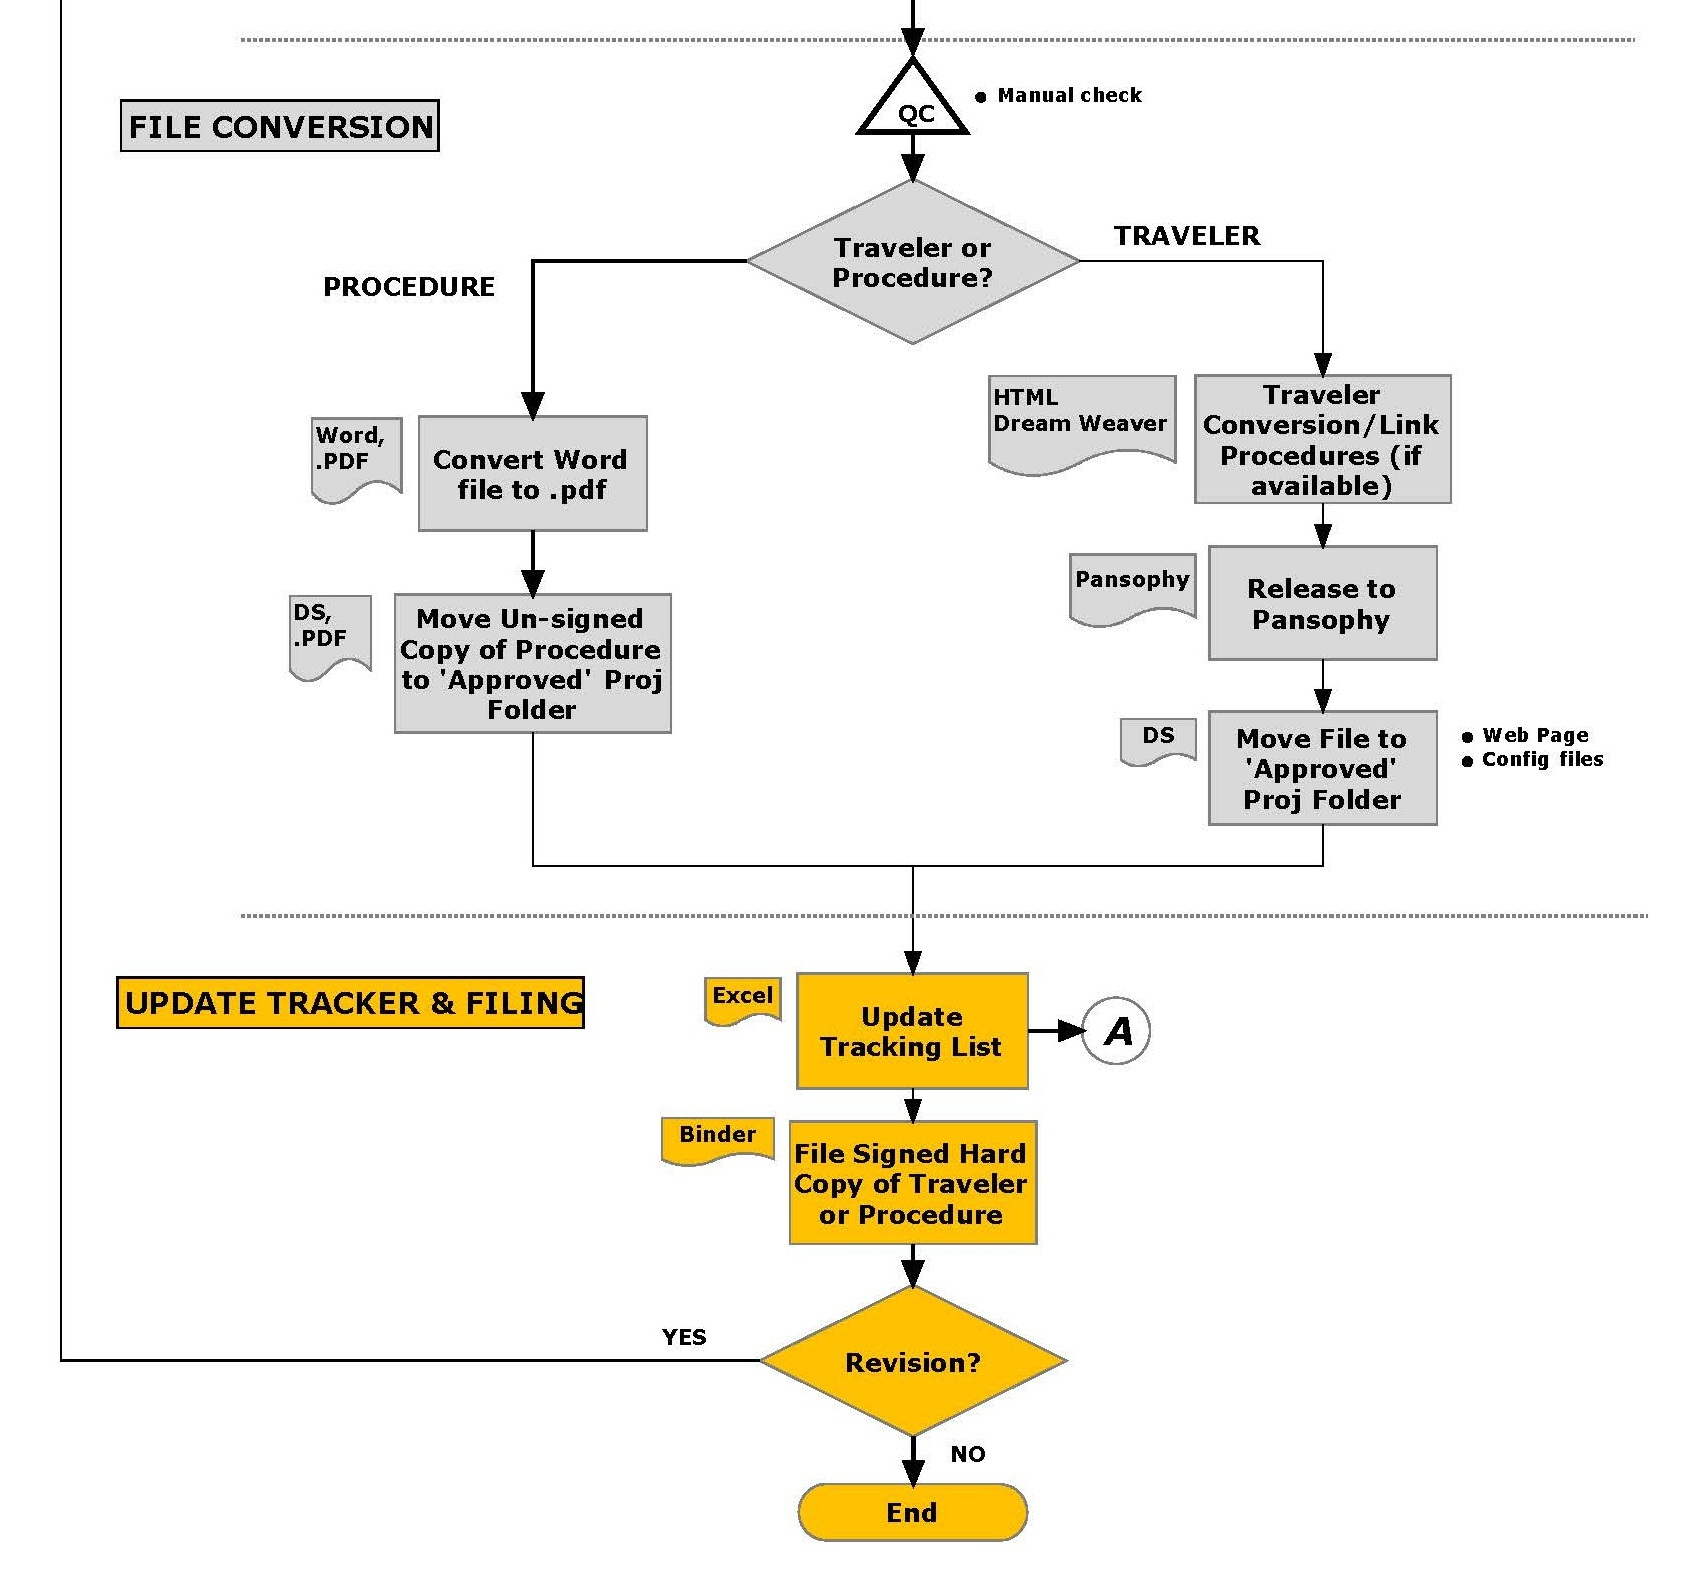 FILE CONVERSION
QC
● Manual check
Traveler or
Procedure?
TRAVELER
PROCEDURE
Word,
.PDF
Convert Word
file to .pdf
HTML
Dream Weaver
Traveler
Conversion/Link
Procedures (if
available)
DS,
.PDF
Move Un-signed
Copy of Procedure
to 'Approved' Proj
Folder
Pansophy
Release to
Pansophy
DS
Move File to
'Approved'
Proj Folder
● Web Page
● Config files
UPDATE TRACKER & FILING
Excel
Update
Tracking List
A
Binder
File Signed Hard
Copy of Traveler
or Procedure
YES
Revision?
NO
End